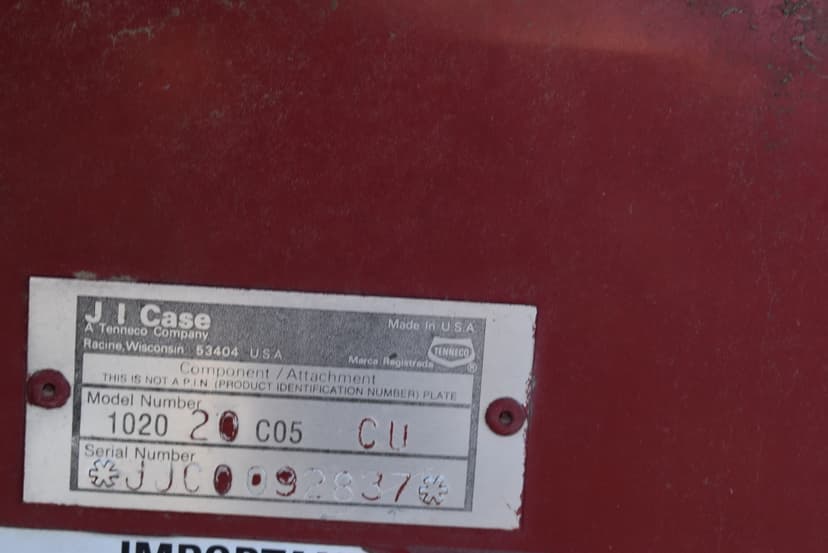 J I Case
A Tenneco Company
Racine, Wisconsin 53404 USA
Made In U.S.A
TENNECO
Marca Registrada ®
Component / Attachment
THIS IS NOT A P.I.N. (PRODUCT IDENTIFICATION NUMBER) PLATE
Model Number
1020 20 C05 CU
Serial Number
*JJC0092837*